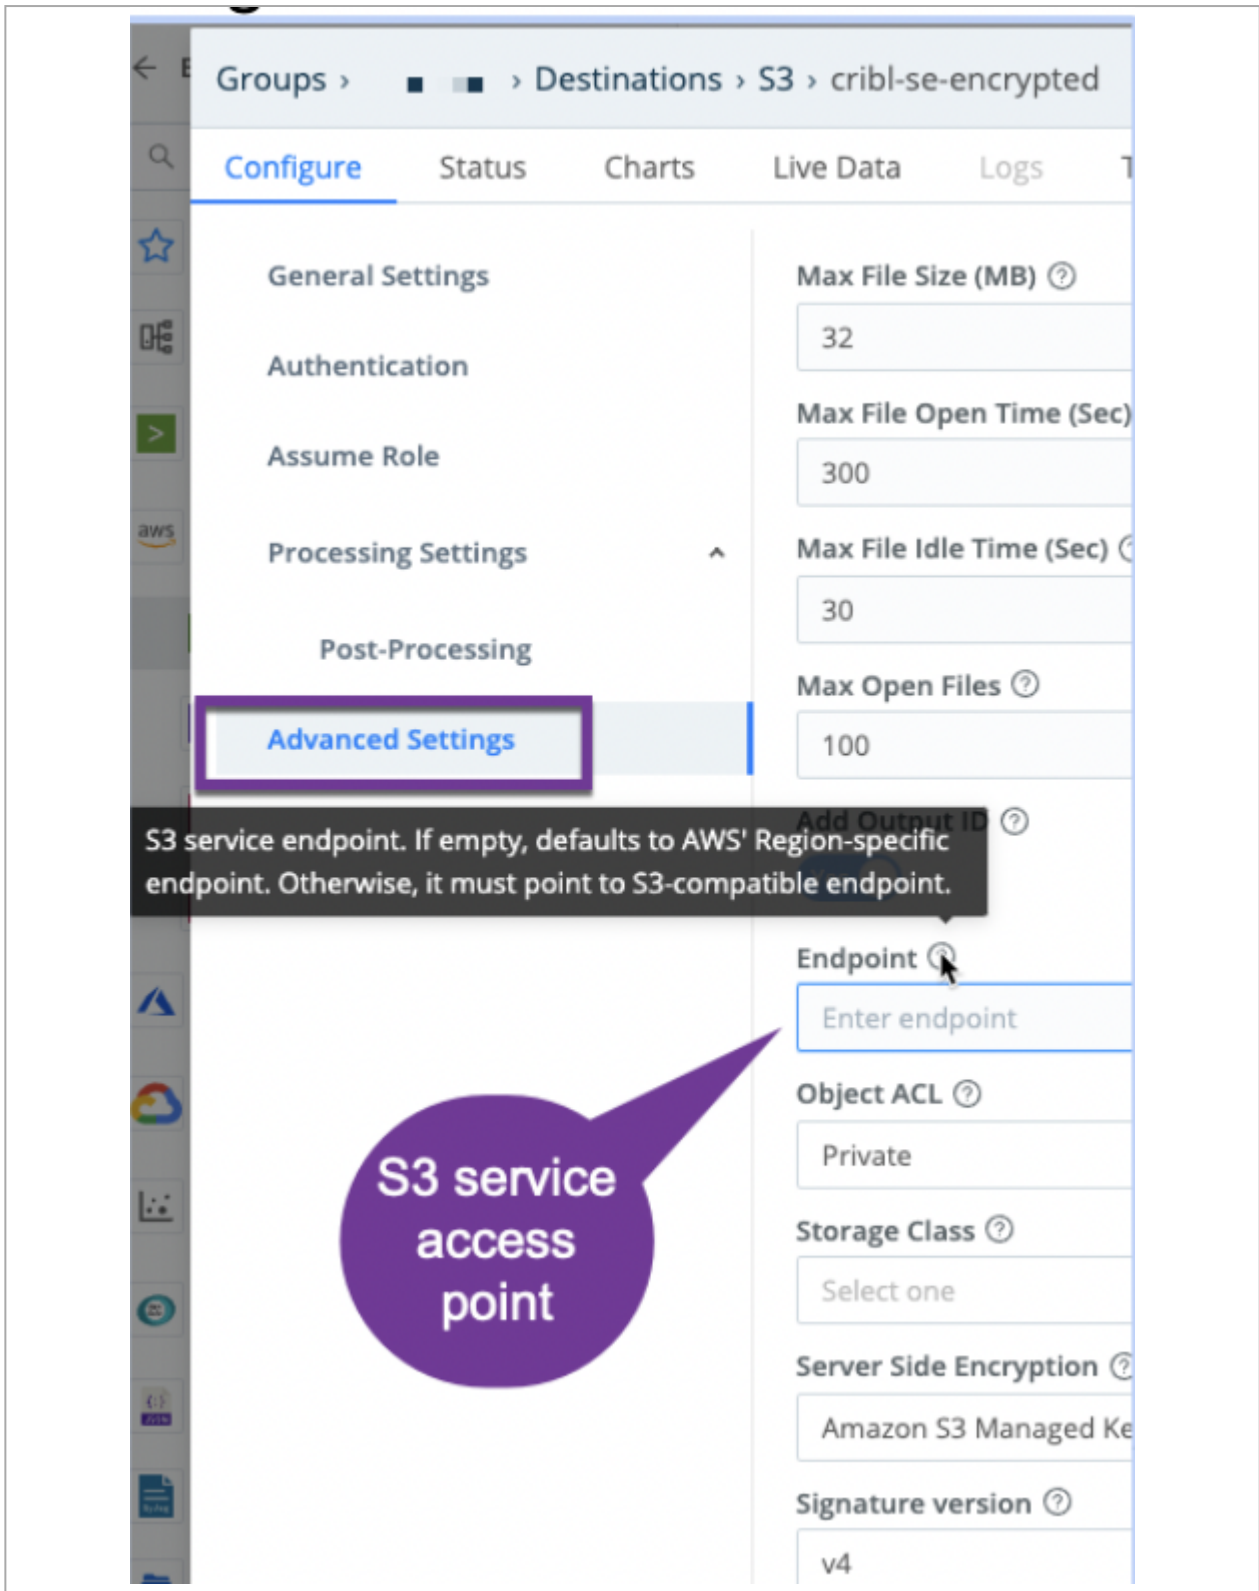 Groups › › Destinations › S3 › cribl-se-encrypted
Configure Status Charts Live Data Logs
General Settings
Authentication
Assume Role
Processing Settings
Post-Processing
Advanced Settings
aws
Max File Size (MB)
32
Max File Open Time (Sec)
300
Max File Idle Time (Sec)
30
Max Open Files
100
Add Output ID
S3 service endpoint. If empty, defaults to AWS' Region-specific
endpoint. Otherwise, it must point to S3-compatible endpoint.
Endpoint
Enter endpoint
Object ACL
Private
Storage Class
Select one
Server Side Encryption
Amazon S3 Managed Ke
Signature version
v4
S3 service
access
point
JSON